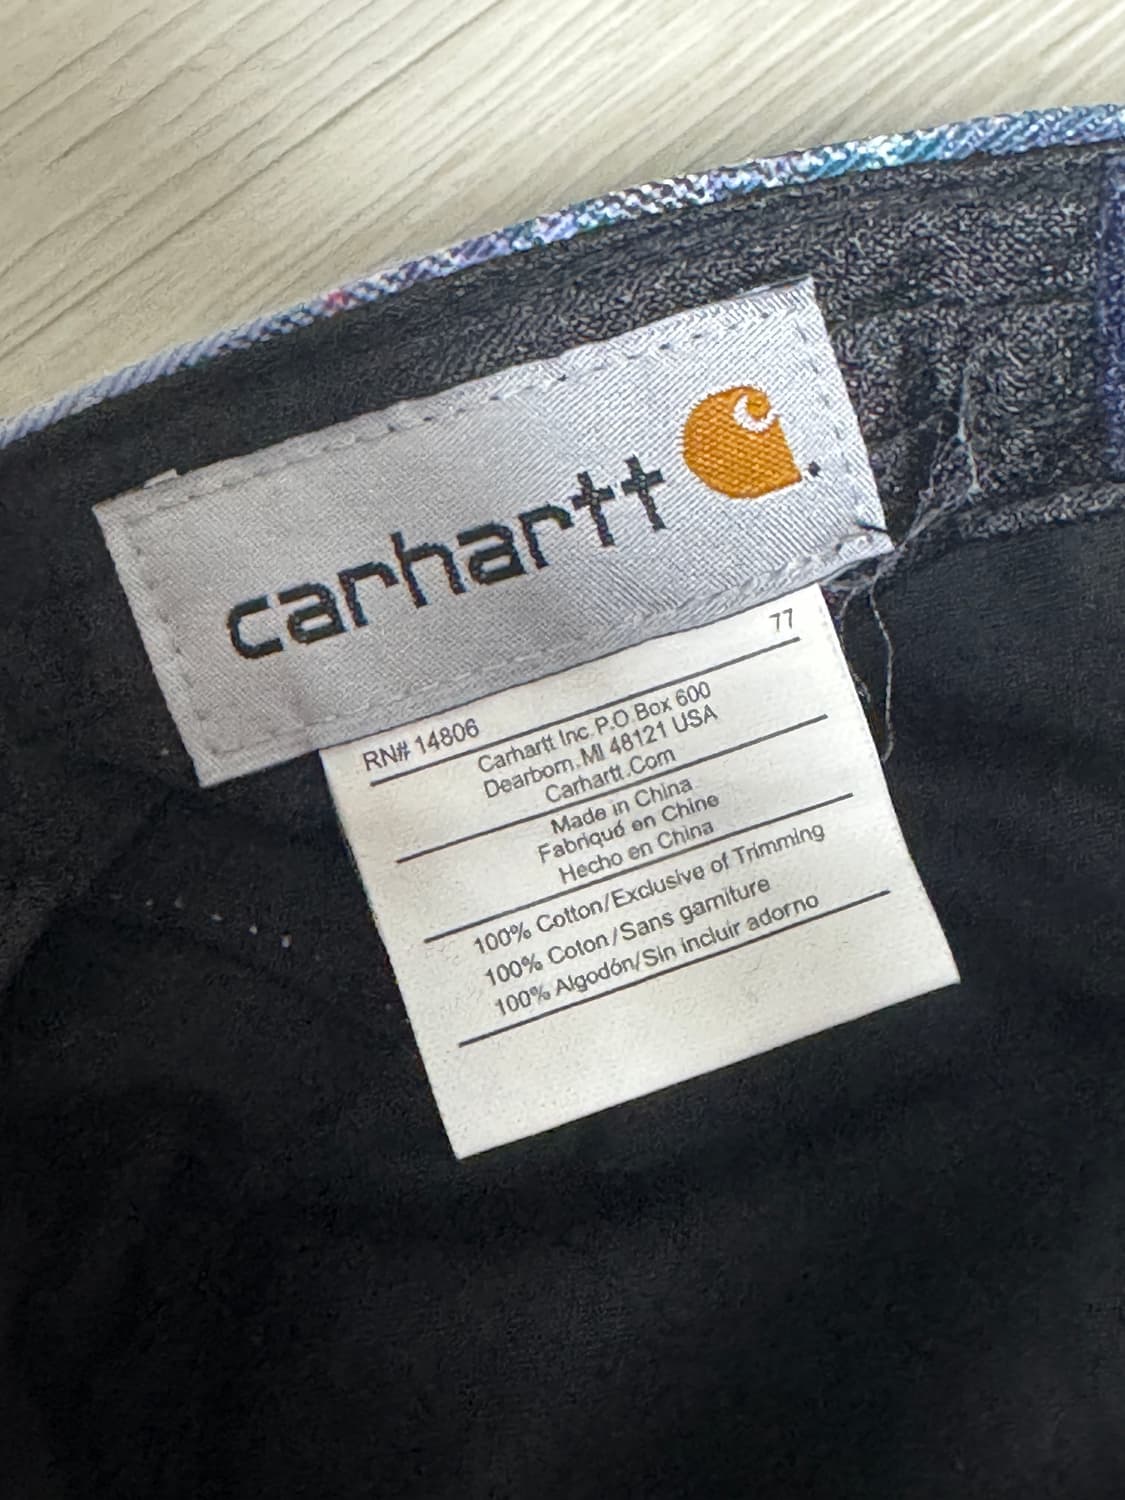 carhartt
77
RN# 14806
Carhartt Inc P.O.Box 600
Dearborn.MI 48121 USA
Carhartt.Com
Made in China
Fabriqué en Chine
Hecho en China
100% Cotton/Exclusive of Trimming
100% Coton/Sans garniture
100% Algodón/Sin incluir adorno